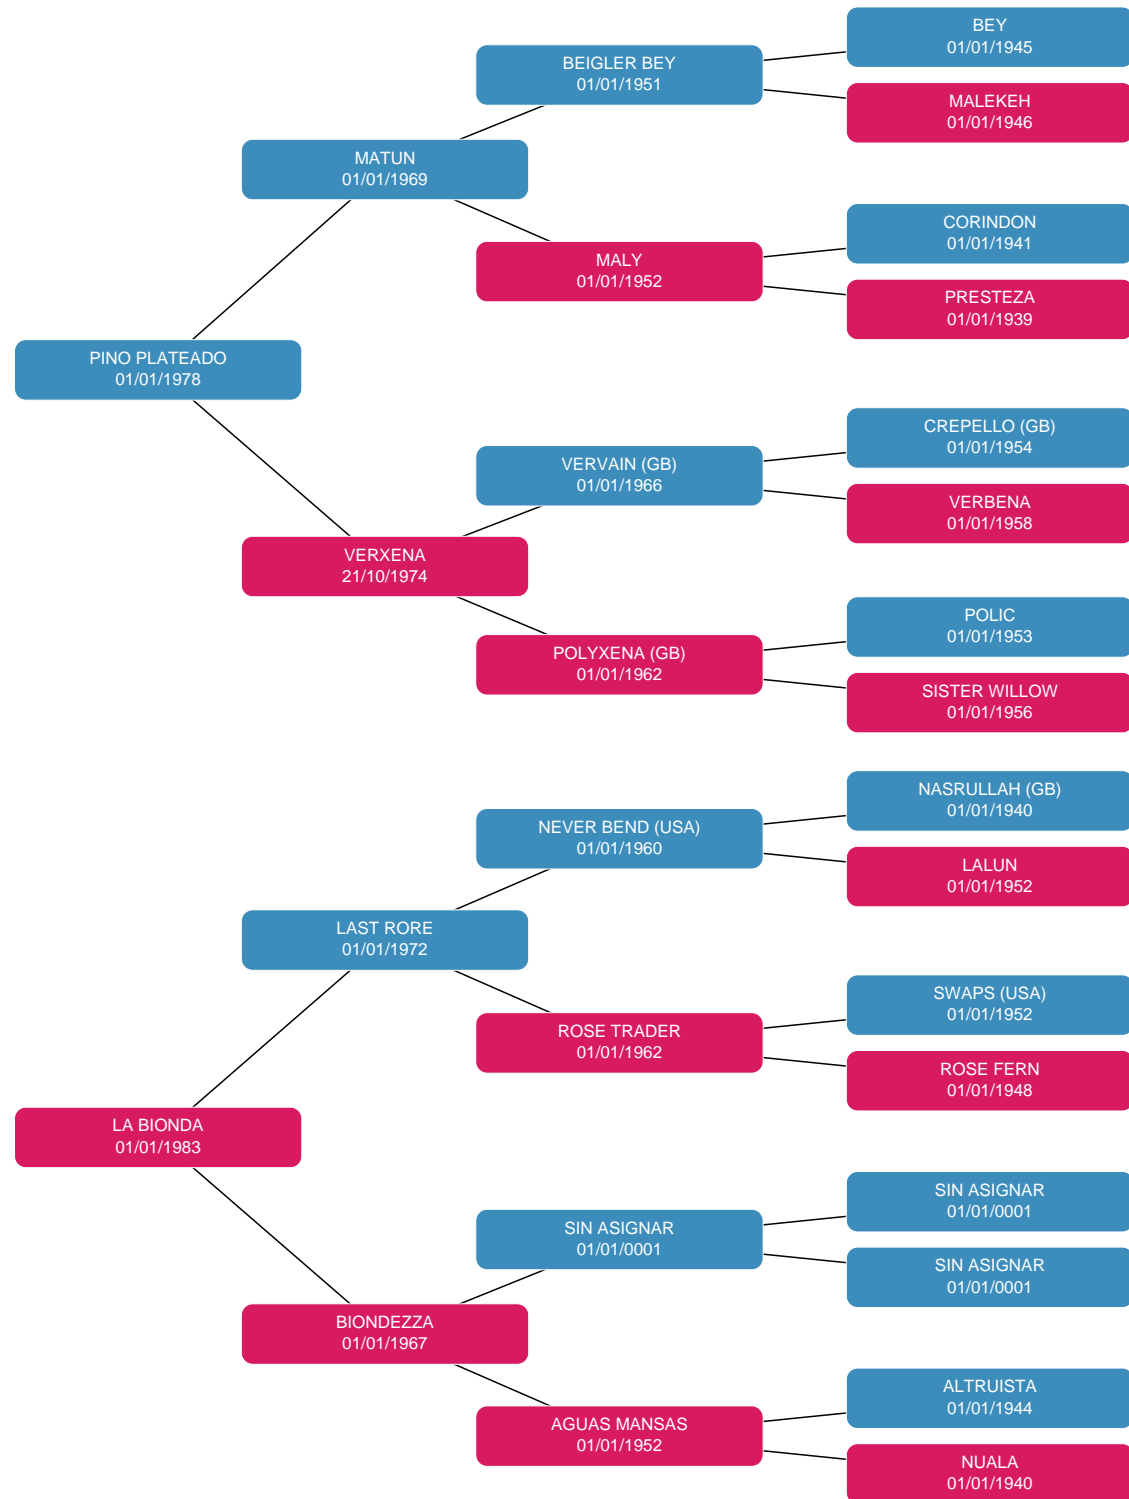 BEY
01/01/1945
BEIGLER BEY
01/01/1951
MALEKEH
01/01/1946
MATUN
01/01/1969
CORINDON
01/01/1941
MALY
01/01/1952
PRESTEZA
01/01/1939
PINO PLATEADO
01/01/1978
CREPELLO (GB)
01/01/1954
VERVAIN (GB)
01/01/1966
VERBENA
01/01/1958
VERXENA
21/10/1974
POLIC
01/01/1953
POLYXENA (GB)
01/01/1962
SISTER WILLOW
01/01/1956
NASRULLAH (GB)
01/01/1940
NEVER BEND (USA)
01/01/1960
LALUN
01/01/1952
LAST RORE
01/01/1972
SWAPS (USA)
01/01/1952
ROSE TRADER
01/01/1962
ROSE FERN
01/01/1948
LA BIONDA
01/01/1983
SIN ASIGNAR
01/01/0001
SIN ASIGNAR
01/01/0001
SIN ASIGNAR
01/01/0001
BIONDEZZA
01/01/1967
ALTRUISTA
01/01/1944
AGUAS MANSAS
01/01/1952
NUALA
01/01/1940